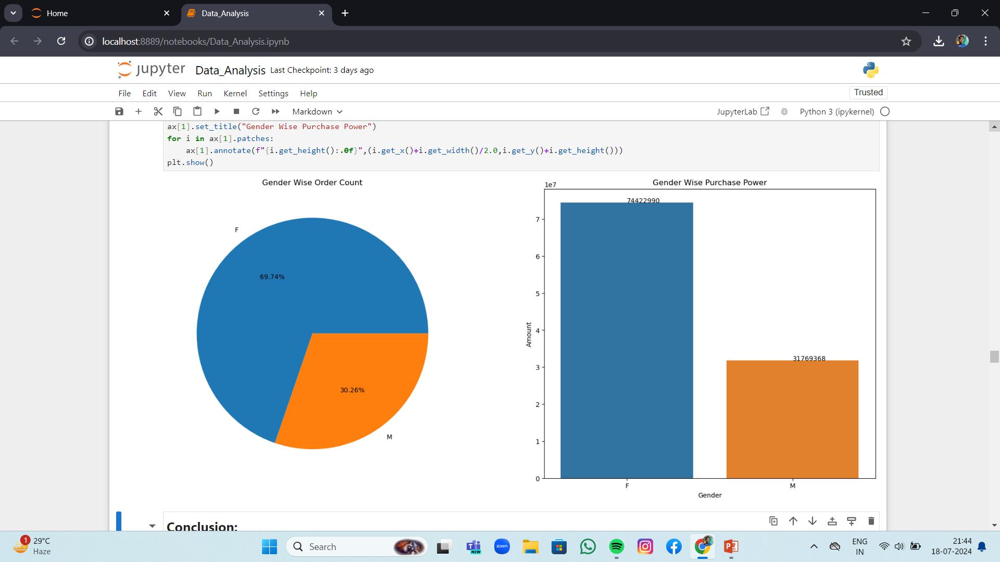 Home
Data_Analysis
localhost:8889/notebooks/Data_Analysis.ipynb
jupyter Data_Analysis Last Checkpoint: 3 days ago
File Edit View Run Kernel Settings Help
Trusted
Markdown
JupyterLab
Python 3 (ipykernel)
ax[1].set_title("Gender Wise Purchase Power")
for i in ax[1].patches:
    ax[1].annotate(f"{i.get_height():.0f}",(i.get_x()+i.get_width()/2.0,i.get_y()+i.get_height()))
plt.show()
Gender Wise Order Count
F
69.74%
30.26%
M
Gender Wise Purchase Power
1e7
74422990
31769368
7
6
5
4
3
2
1
0
Amount
F
M
Gender
Conclusion:
1
29°C
Haze
Search
NEW
zoom
ENG
IN
21:44
18-07-2024